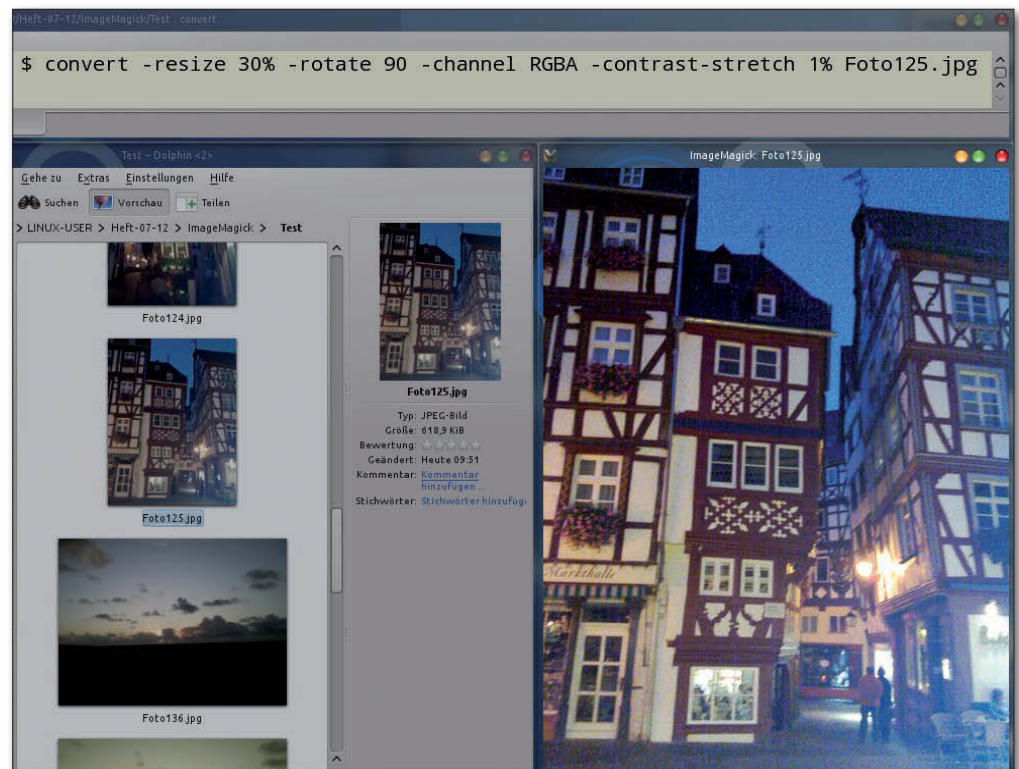 /Heft-07-12/ImageMagick/Test : convert
$ convert -resize 30% -rotate 90 -channel RGBA -contrast-stretch 1% Foto125.jpg
Test – Dolphin <2>
Gehe zu Extras Einstellungen Hilfe
Suchen Vorschau Teilen
> LINUX-USER > Heft-07-12 > ImageMagick > Test
Foto124.jpg
Foto125.jpg
Foto136.jpg
Foto125.jpg
Typ: JPEG-Bild
Größe: 618,9 KiB
Bewertung:
Geändert: Heute 09:51
Kommentar: Kommentar
hinzufügen...
Stichwörter: Stichwörter hinzufüg
ImageMagick: Foto125.jpg
Markthalle